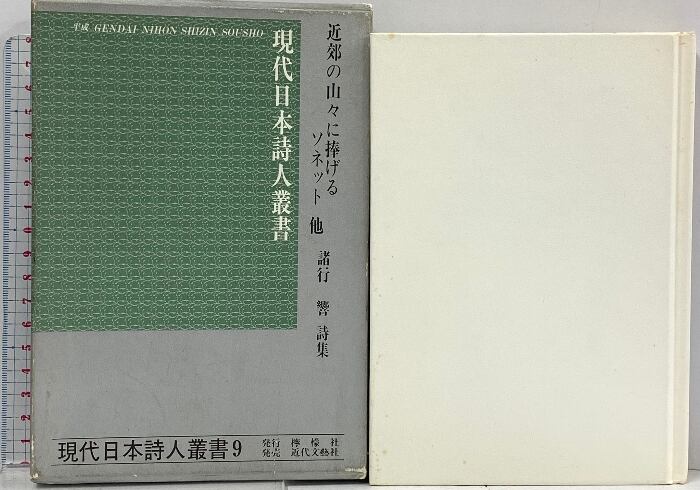 平成 GENDAI NIHON SHIZIN SOUSHO
現代日本詩人叢書
近郊の山々に捧げる
ソネット 他
諸行 響 詩集
現代日本詩人叢書9
発行 檸檬社
発売 近代文藝社